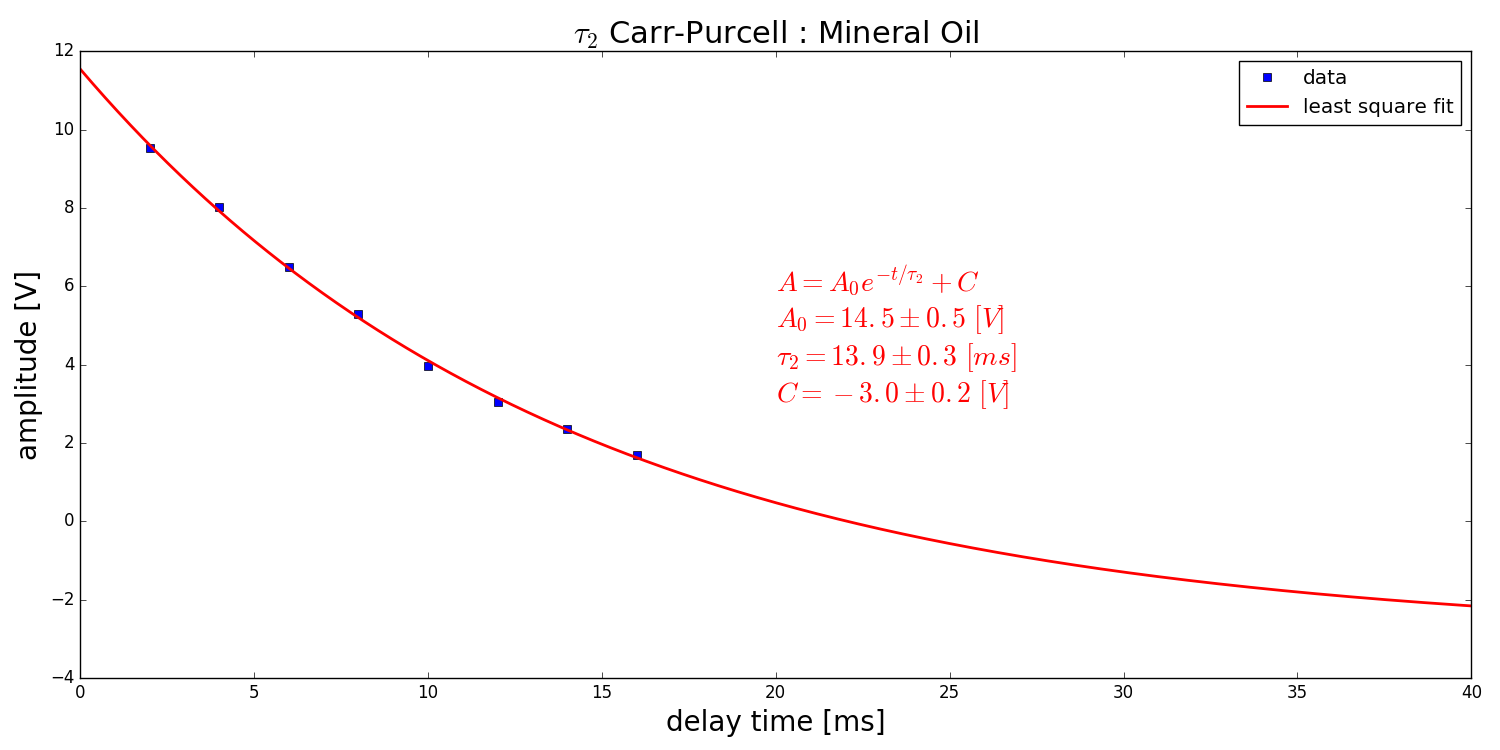 τ₂ Carr-Purcell : Mineral Oil
12
10
8
6
4
2
0
−2
−4
amplitude [V]
data
least square fit
A = A₀e^{−t/τ₂} + C
A₀ = 14.5 ± 0.5 [V]
τ₂ = 13.9 ± 0.3 [ms]
C = −3.0 ± 0.2 [V]
0 5 10 15 20 25 30 35 40
delay time [ms]